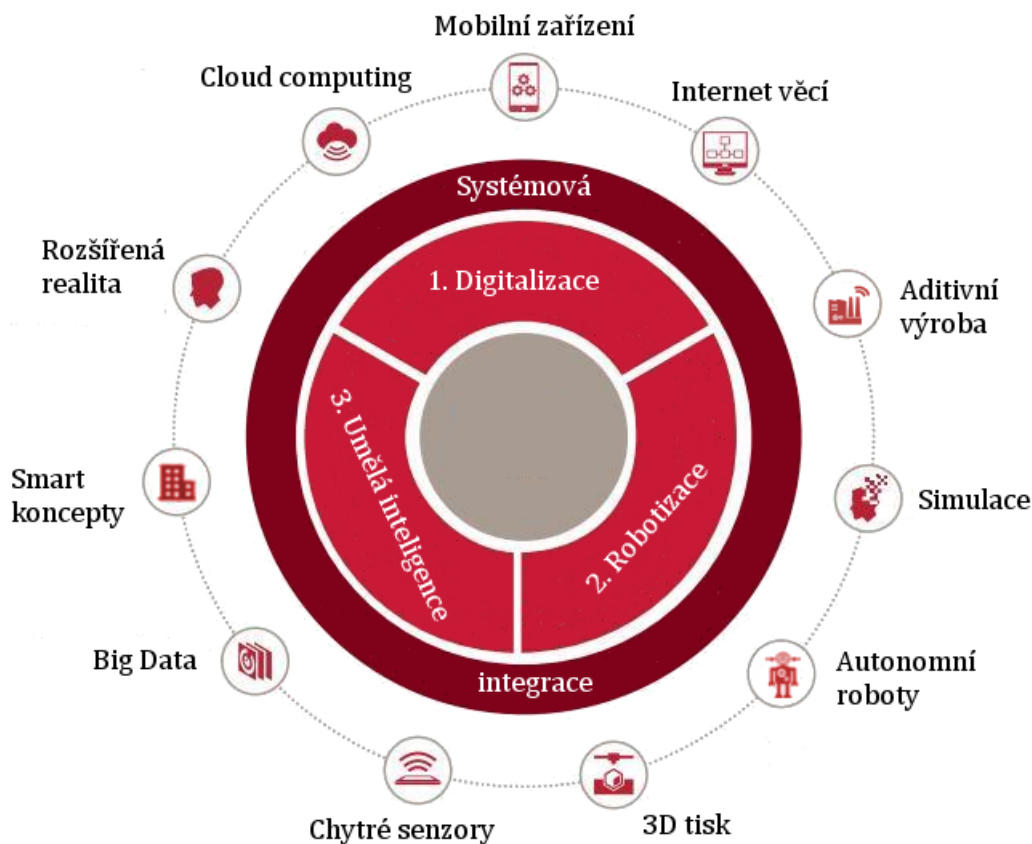 Mobilní zařízení
Cloud computing
Internet věcí
Systémová
Rozšířená
realita
1. Digitalizace
Aditivní
výroba
3. Umělá inteligence
2. Robotizace
Smart
koncepty
Simulace
Big Data
integrace
Autonomní
roboty
Chytré senzory
3D tisk